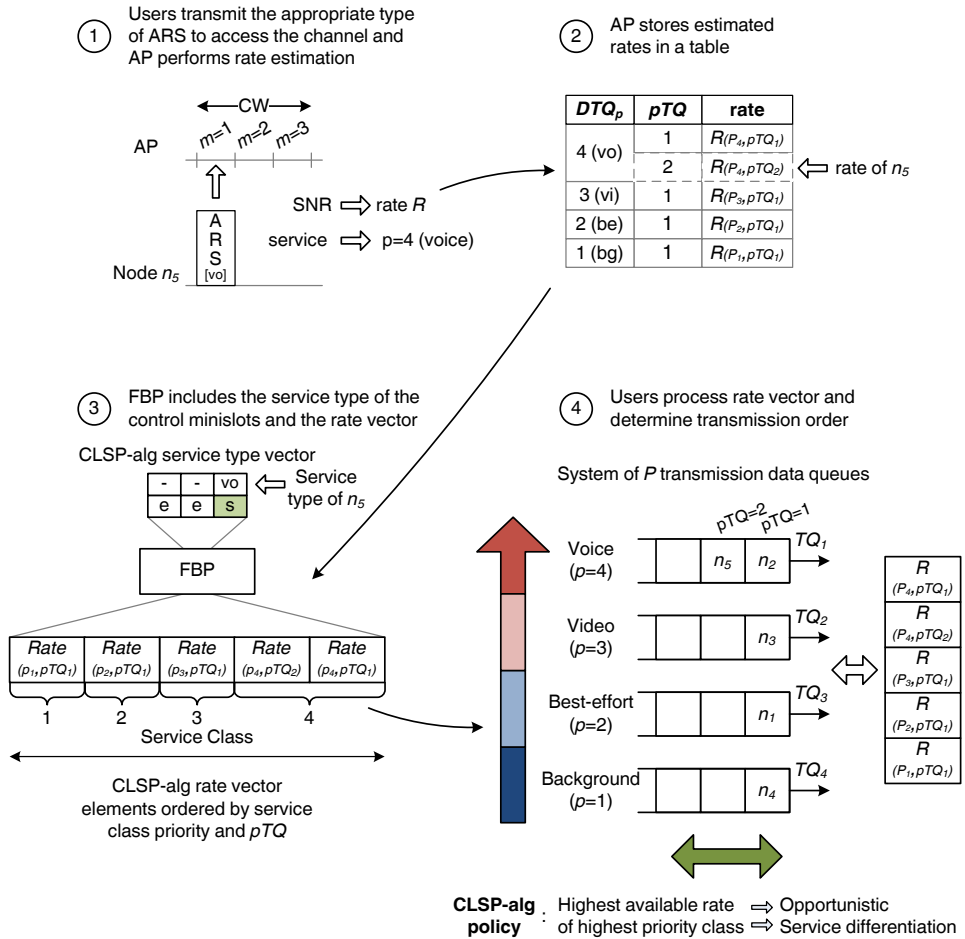 1
Users transmit the appropriate type
of ARS to access the channel and
AP performs rate estimation
CW
m=1 m=2 m=3
AP
A
R
S
[vo]
Node n5
SNR rate R
service p=4 (voice)
2
AP stores estimated
rates in a table
DTQp pTQ rate
4 (vo) 1 R(P4,pTQ1)
2 R(P4,pTQ2) rate of n5
3 (vi) 1 R(P3,pTQ1)
2 (be) 1 R(P2,pTQ1)
1 (bg) 1 R(P1,pTQ1)
3
FBP includes the service type of the
control minislots and the rate vector
CLSP-alg service type vector
- - vo
e e s
Service
type of n5
FBP
Rate Rate Rate Rate Rate
(p1,pTQ1) (p2,pTQ1) (p3,pTQ1) (p4,pTQ2) (p4,pTQ1)
1 2 3 4
Service Class
CLSP-alg rate vector
elements ordered by service
class priority and pTQ
4
Users process rate vector and
determine transmission order
System of P transmission data queues
pTQ=2 pTQ=1
Voice
(p=4)
n5 n2 TQ1
Video
(p=3)
n3 TQ2
Best-effort
(p=2)
n1 TQ3
Background
(p=1)
n4 TQ4
R
(P4,pTQ1)
R
(P4,pTQ2)
R
(P3,pTQ1)
R
(P2,pTQ1)
R
(P1,pTQ1)
CLSP-alg
policy
: Highest available rate Opportunistic
of highest priority class Service differentiation